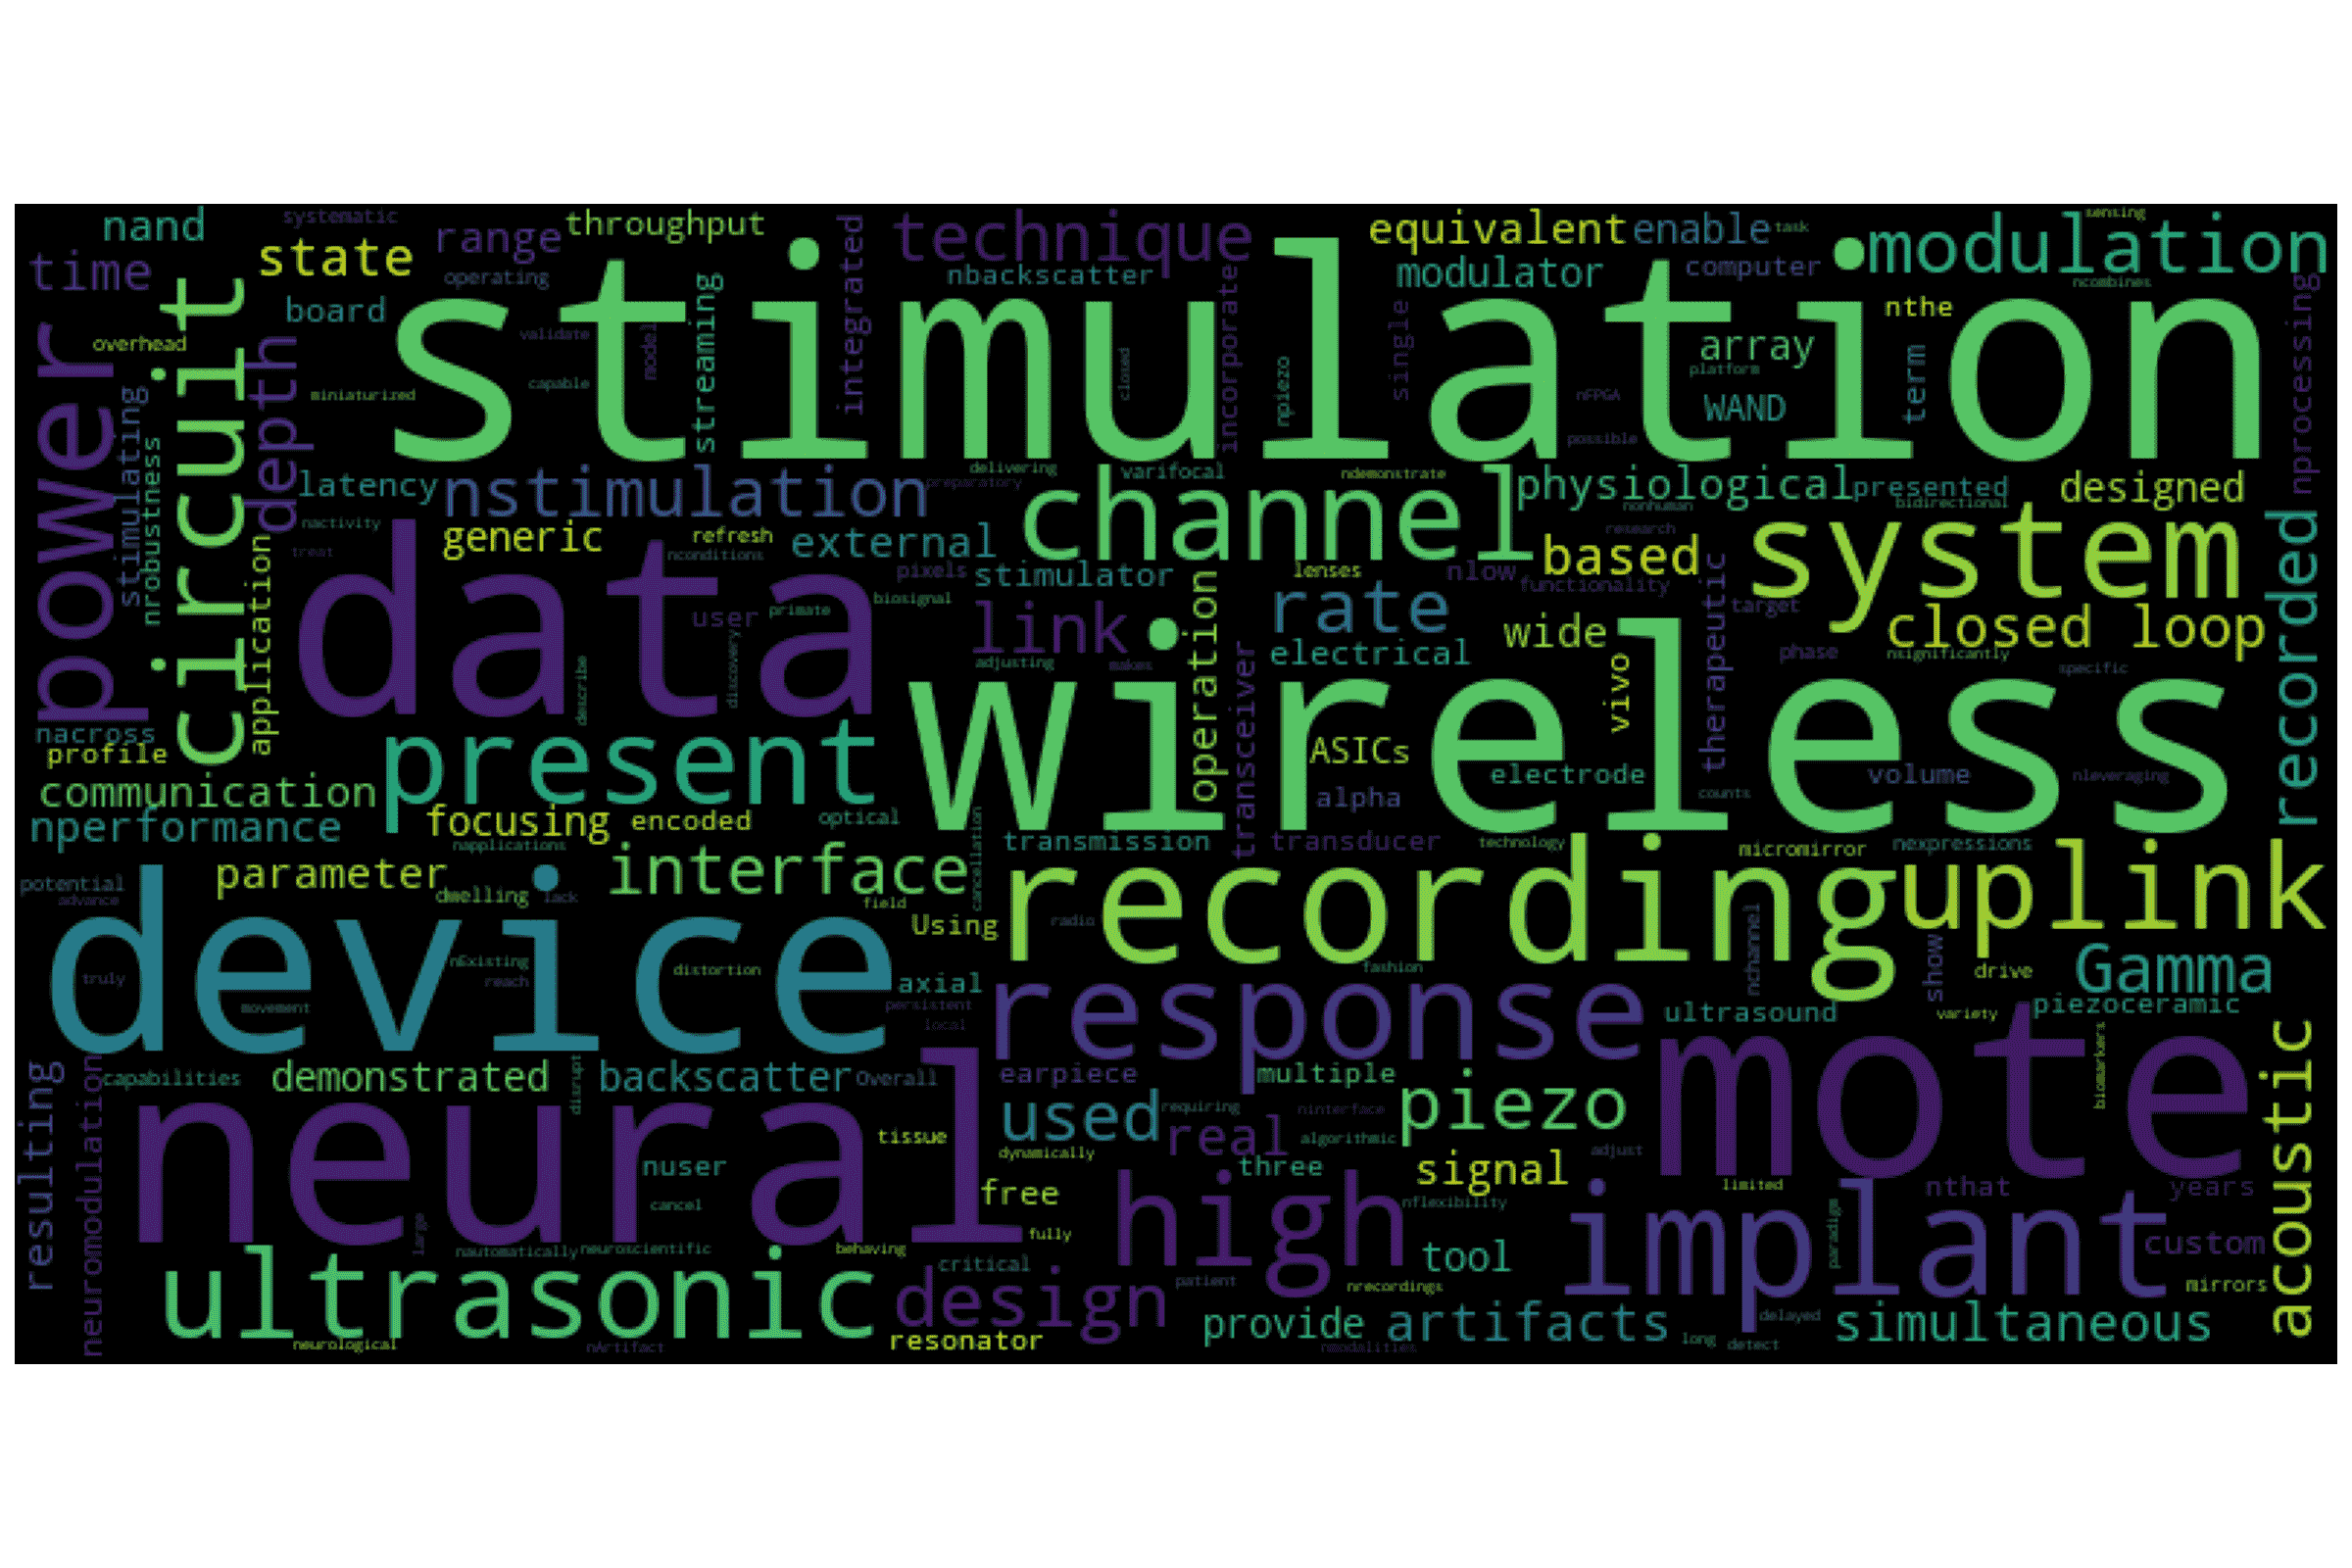 nand
systematic
throughput
technique
equivalent
enable
task
sensing
modulation
time
state
range
operating
integrated
nbackscatter
incorporate
modulator
computer
ncombines
circuit
board
stimulation
nthe
nprocessing
overhead
depth
validate
model
streaming
closed
npiezo
single
array
platform
term
power
miniaturized
capable
nFPGA
WAND
possible
stimulating
nrobustness
latency
nstimulation
preparatory
delivering
varifocal
ndemonstrate
channel
physiological
nonhuman
presented
bidirectional
designed
nactivity
generic
refresh
external
based
research
system
recorded
treat
application
data
nconditions
pixels
stimulator
lenses
nlow
functionality
therapeutic
target
user
primate
biosignal
link
operation
rate
wide
closed loop
describe
discovery
adjusting
makes
transceiver
electrical
vivo
phase
nsignificantly
specific
nacross
profile
present
wireless
ASICs
electrode
counts
volume
nleveraging
communication
focusing
encoded
optical
alpha
nperformance
napplications
cancellation
transmission
transducer
technology
micromirror
nexpressions
potential
advance
parameter
dwelling
lack
interface
field
recording
uplink
device
Using
radio
truly
nExisting
movement
reach
distortion
axial
persistent
local
fashion
response
nchannel
show
drive
Gamma
ultrasound
variety
piezoceramic
resulting
neuromodulation
capabilities
demonstrated
disrupt
backscatter
Overall
earpiece
multiple
mote
biomarkers
acoustic
neural
tissue
used
requiring
real
ninterface
algorithmic
piezo
dynamically
nuser
cancel
three
signal
adjust
limited
free
high
nflexibility
implant
paradigm
nthat
years
large
nautomatically
neuroscientific
behaving
fully
critical
tool
custom
ultrasonic
design
patient
nrecordings
mirrors
neurological
nArtifact
resonator
provide
nmodalities
artifacts
long
delayed
detect
simultaneous